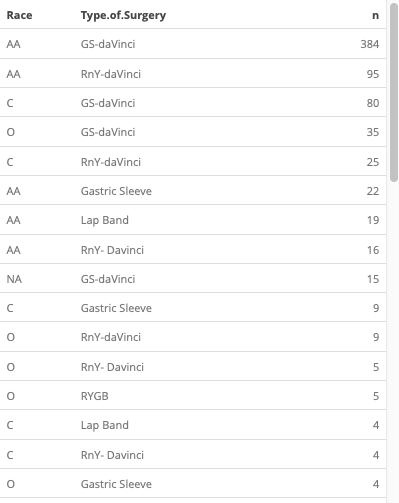 Race Type.of.Surgery n
AA GS-daVinci 384
AA RnY-daVinci 95
C GS-daVinci 80
O GS-daVinci 35
C RnY-daVinci 25
AA Gastric Sleeve 22
AA Lap Band 19
AA RnY- Davinci 16
NA GS-daVinci 15
C Gastric Sleeve 9
O RnY-daVinci 9
O RnY- Davinci 5
O RYGB 5
C Lap Band 4
C RnY- Davinci 4
O Gastric Sleeve 4